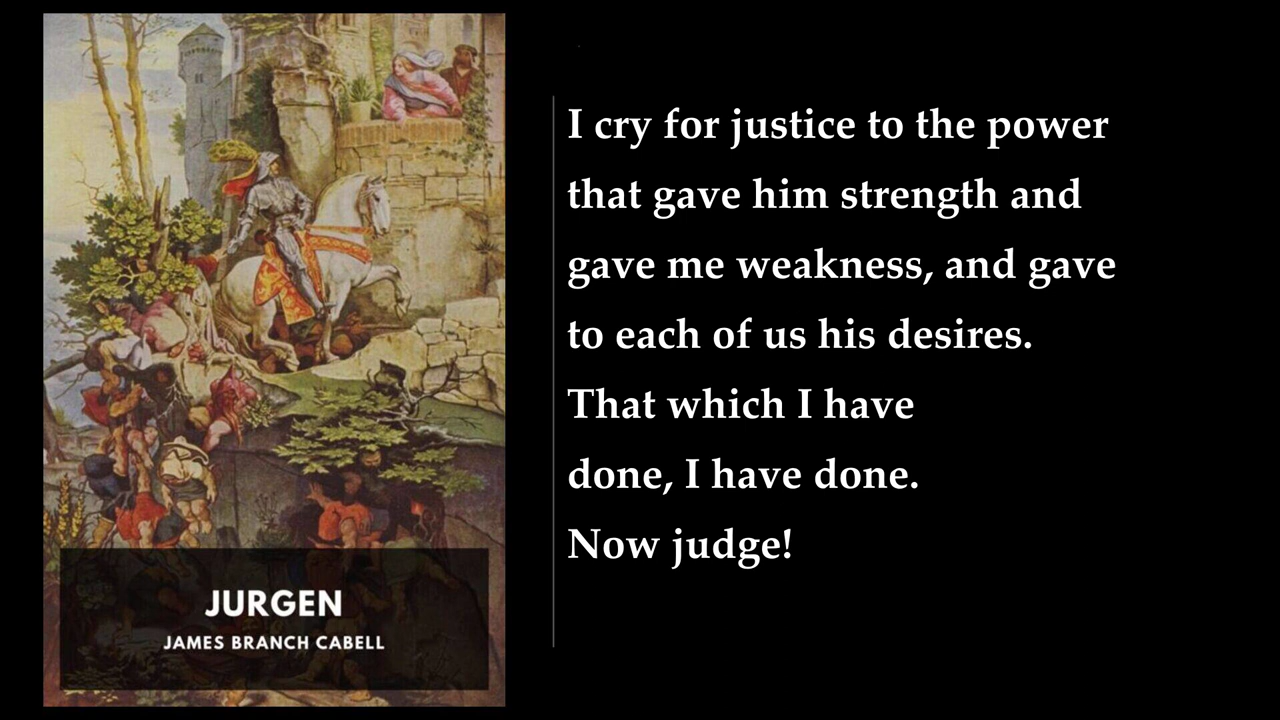 I cry for justice to the power
that gave him strength and
gave me weakness, and gave
to each of us his desires.
That which I have
done, I have done.
Now judge!
JURGEN
JAMES BRANCH CABELL